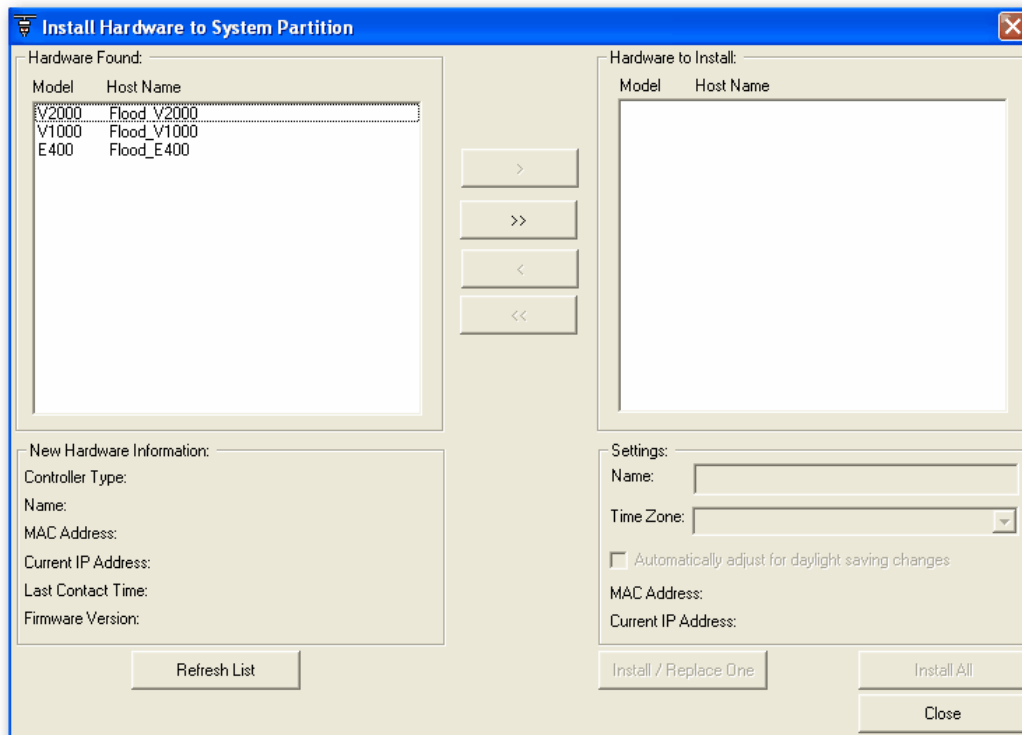 Install Hardware to System Partition
Hardware Found:
Model Host Name
V2000 Flood_V2000
V1000 Flood_V1000
E400 Flood_E400
>
>>
<
<<
Hardware to Install:
Model Host Name
New Hardware Information:
Controller Type:
Name:
MAC Address:
Current IP Address:
Last Contact Time:
Firmware Version:
Refresh List
Settings:
Name:
Time Zone:
Automatically adjust for daylight saving changes
MAC Address:
Current IP Address:
Install / Replace One
Install All
Close